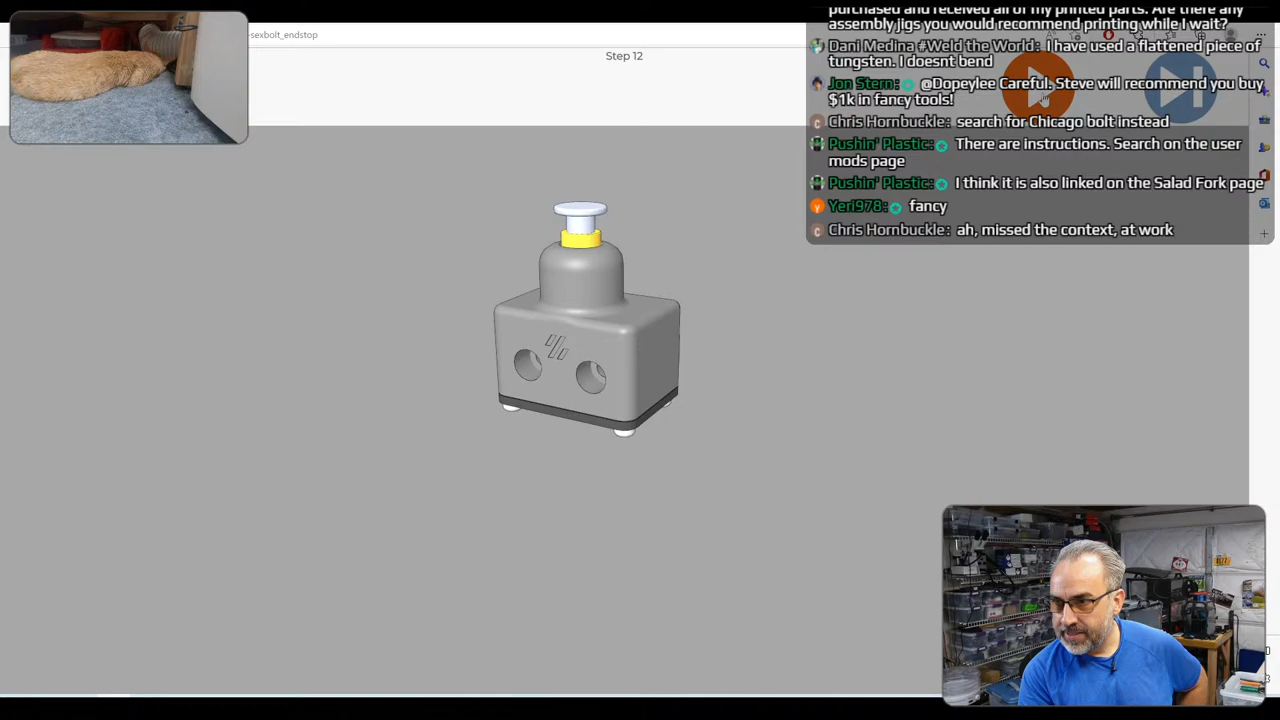 -sexbolt_endstop
Step 12
purchased and received all of my printed parts. Are there any
assembly jigs you would recommend printing while I wait?
Dani Medina #Weld the World: I have used a flattened piece of
tungsten. I doesnt bend
Jon Stern: @Dopeylee Careful. Steve will recommend you buy
$1k in fancy tools!
Chris Hornbuckle: search for Chicago bolt instead
Pushin' Plastic: There are instructions. Search on the user
mods page
Pushin' Plastic: I think it is also linked on the Salad Fork page
Yeri978: fancy
Chris Hornbuckle: ah, missed the context, at work